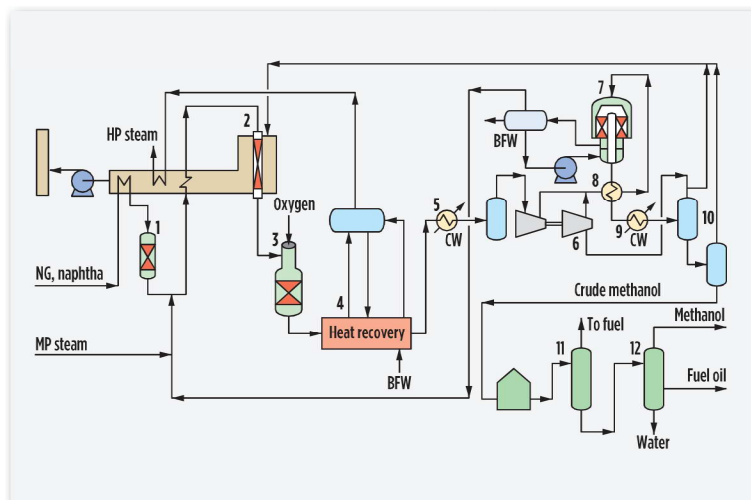 7
2
HP steam
BFW
8
Oxygen
5
1
3
CW
6
9
CW
10
NG, naphtha
4
Crude methanol
Methanol
Heat recovery
To fuel
MP steam
11
12
BFW
Fuel oil
Water